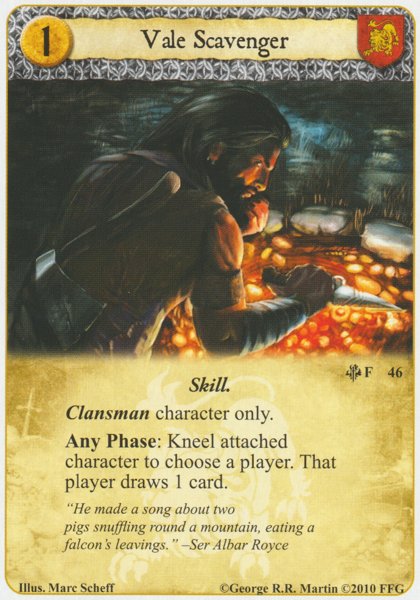 1
Vale Scavenger
F 46
Skill.
Clansman character only.
Any Phase: Kneel attached
character to choose a player. That
player draws 1 card.
“He made a song about two
pigs snuffling round a mountain, eating a
falcon’s leavings.” –Ser Albar Royce
Illus. Marc Scheff
©George R.R. Martin ©2010 FFG